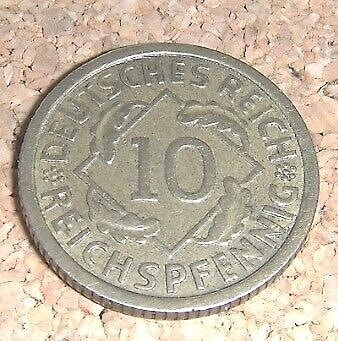 DEUTSCHES REICH
10
REICHSPFENNIG